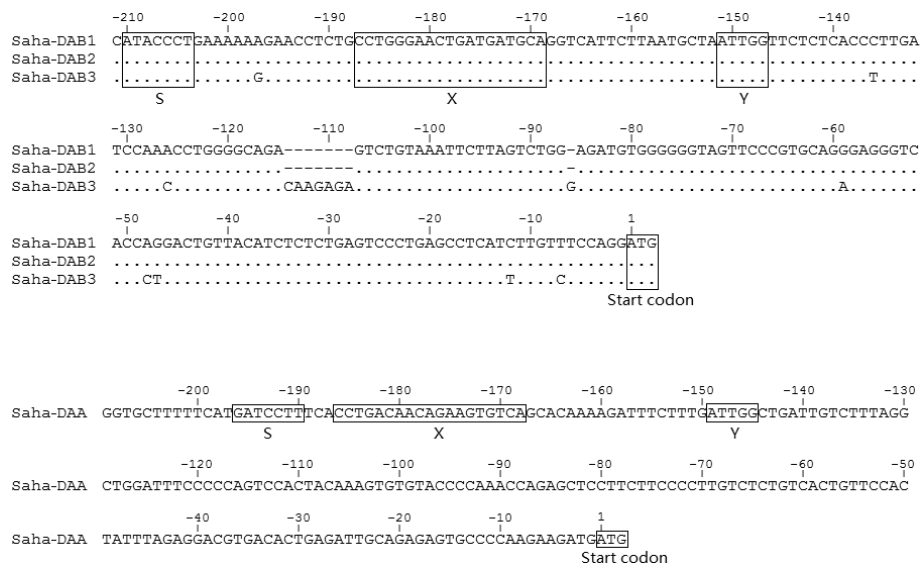 -210 -200 -190 -180 -170 -160 -150 -140
Saha-DAB1 CATACCCTGAAAAAAGAACCTCTGCCTGGGAACTGATGATGCAGGTCATTCTTAATGCTAATTGGTTCTCTCACCCTTGA
Saha-DAB2 ................................................................................
Saha-DAB3 ..............G............................................................T....
S X Y
-130 -120 -110 -100 -90 -80 -70 -60
Saha-DAB1 TCCAAACCTGGGGCAGA-------GTCTGTAAATTCTTAGTCTGG-AGATGTGGGGGGTAGTTCCCGTGCAGGGAGGGTC
Saha-DAB2 .................-------.....................-..................................
Saha-DAB3 .....C...........CAAGAGA.....................G..........................A.......
-50 -40 -30 -20 -10 1
Saha-DAB1 ACCAGGACTGTTACATCTCTCTGAGTCCCTGAGCCTCATCTTGTTTCCAGGATG
Saha-DAB2 ......................................................
Saha-DAB3 ...CT..................................T....C.........
Start codon
-200 -190 -180 -170 -160 -150 -140 -130
Saha-DAA GGTGCTTTTTCATGATCCTTTCACCTGACAACAGAAGTGTCAGCACAAAAGATTTCTTTGATTGGCTGATTGTCTTTAGG
S X Y
-120 -110 -100 -90 -80 -70 -60 -50
Saha-DAA CTGGATTTCCCCCAGTCCACTACAAAGTGTGTACCCCAAACCAGAGCTCCTTCTTCCCCTTGTCTCTGTCACTGTTCCAC
-40 -30 -20 -10 1
Saha-DAA TATTTAGAGGACGTGACACTGAGATTGCAGAGAGTGCCCCAAGAAGATGATG
Start codon